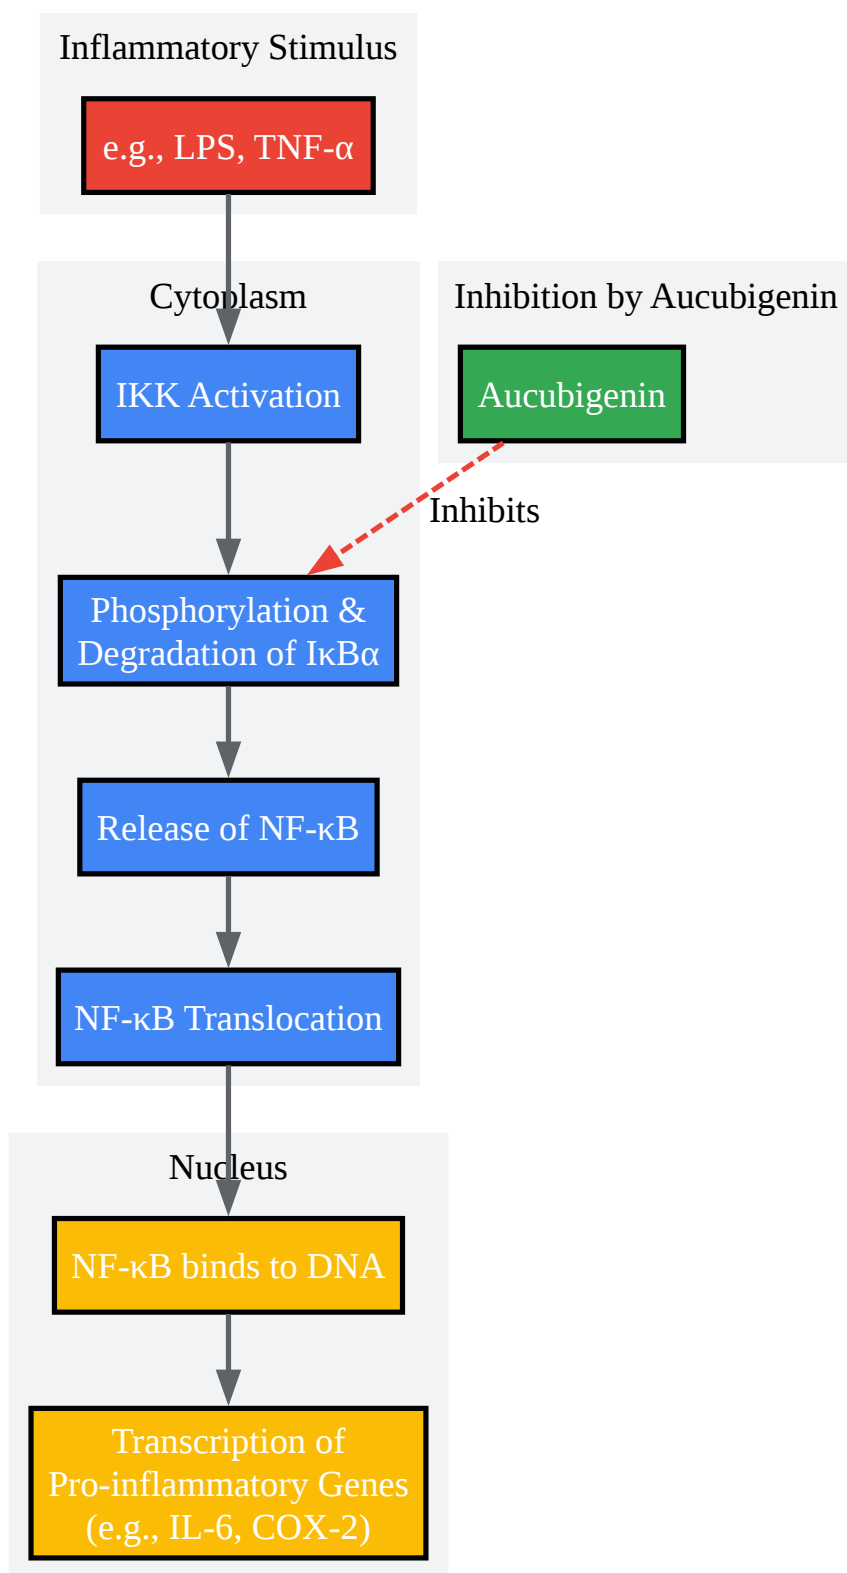 Inflammatory Stimulus
e.g., LPS, TNF-α
Cytoplasm
Inhibition by Aucubigenin
IKK Activation
Aucubigenin
Inhibits
Phosphorylation &
Degradation of IκBα
Release of NF-κB
NF-κB Translocation
Nucleus
NF-κB binds to DNA
Transcription of
Pro-inflammatory Genes
(e.g., IL-6, COX-2)